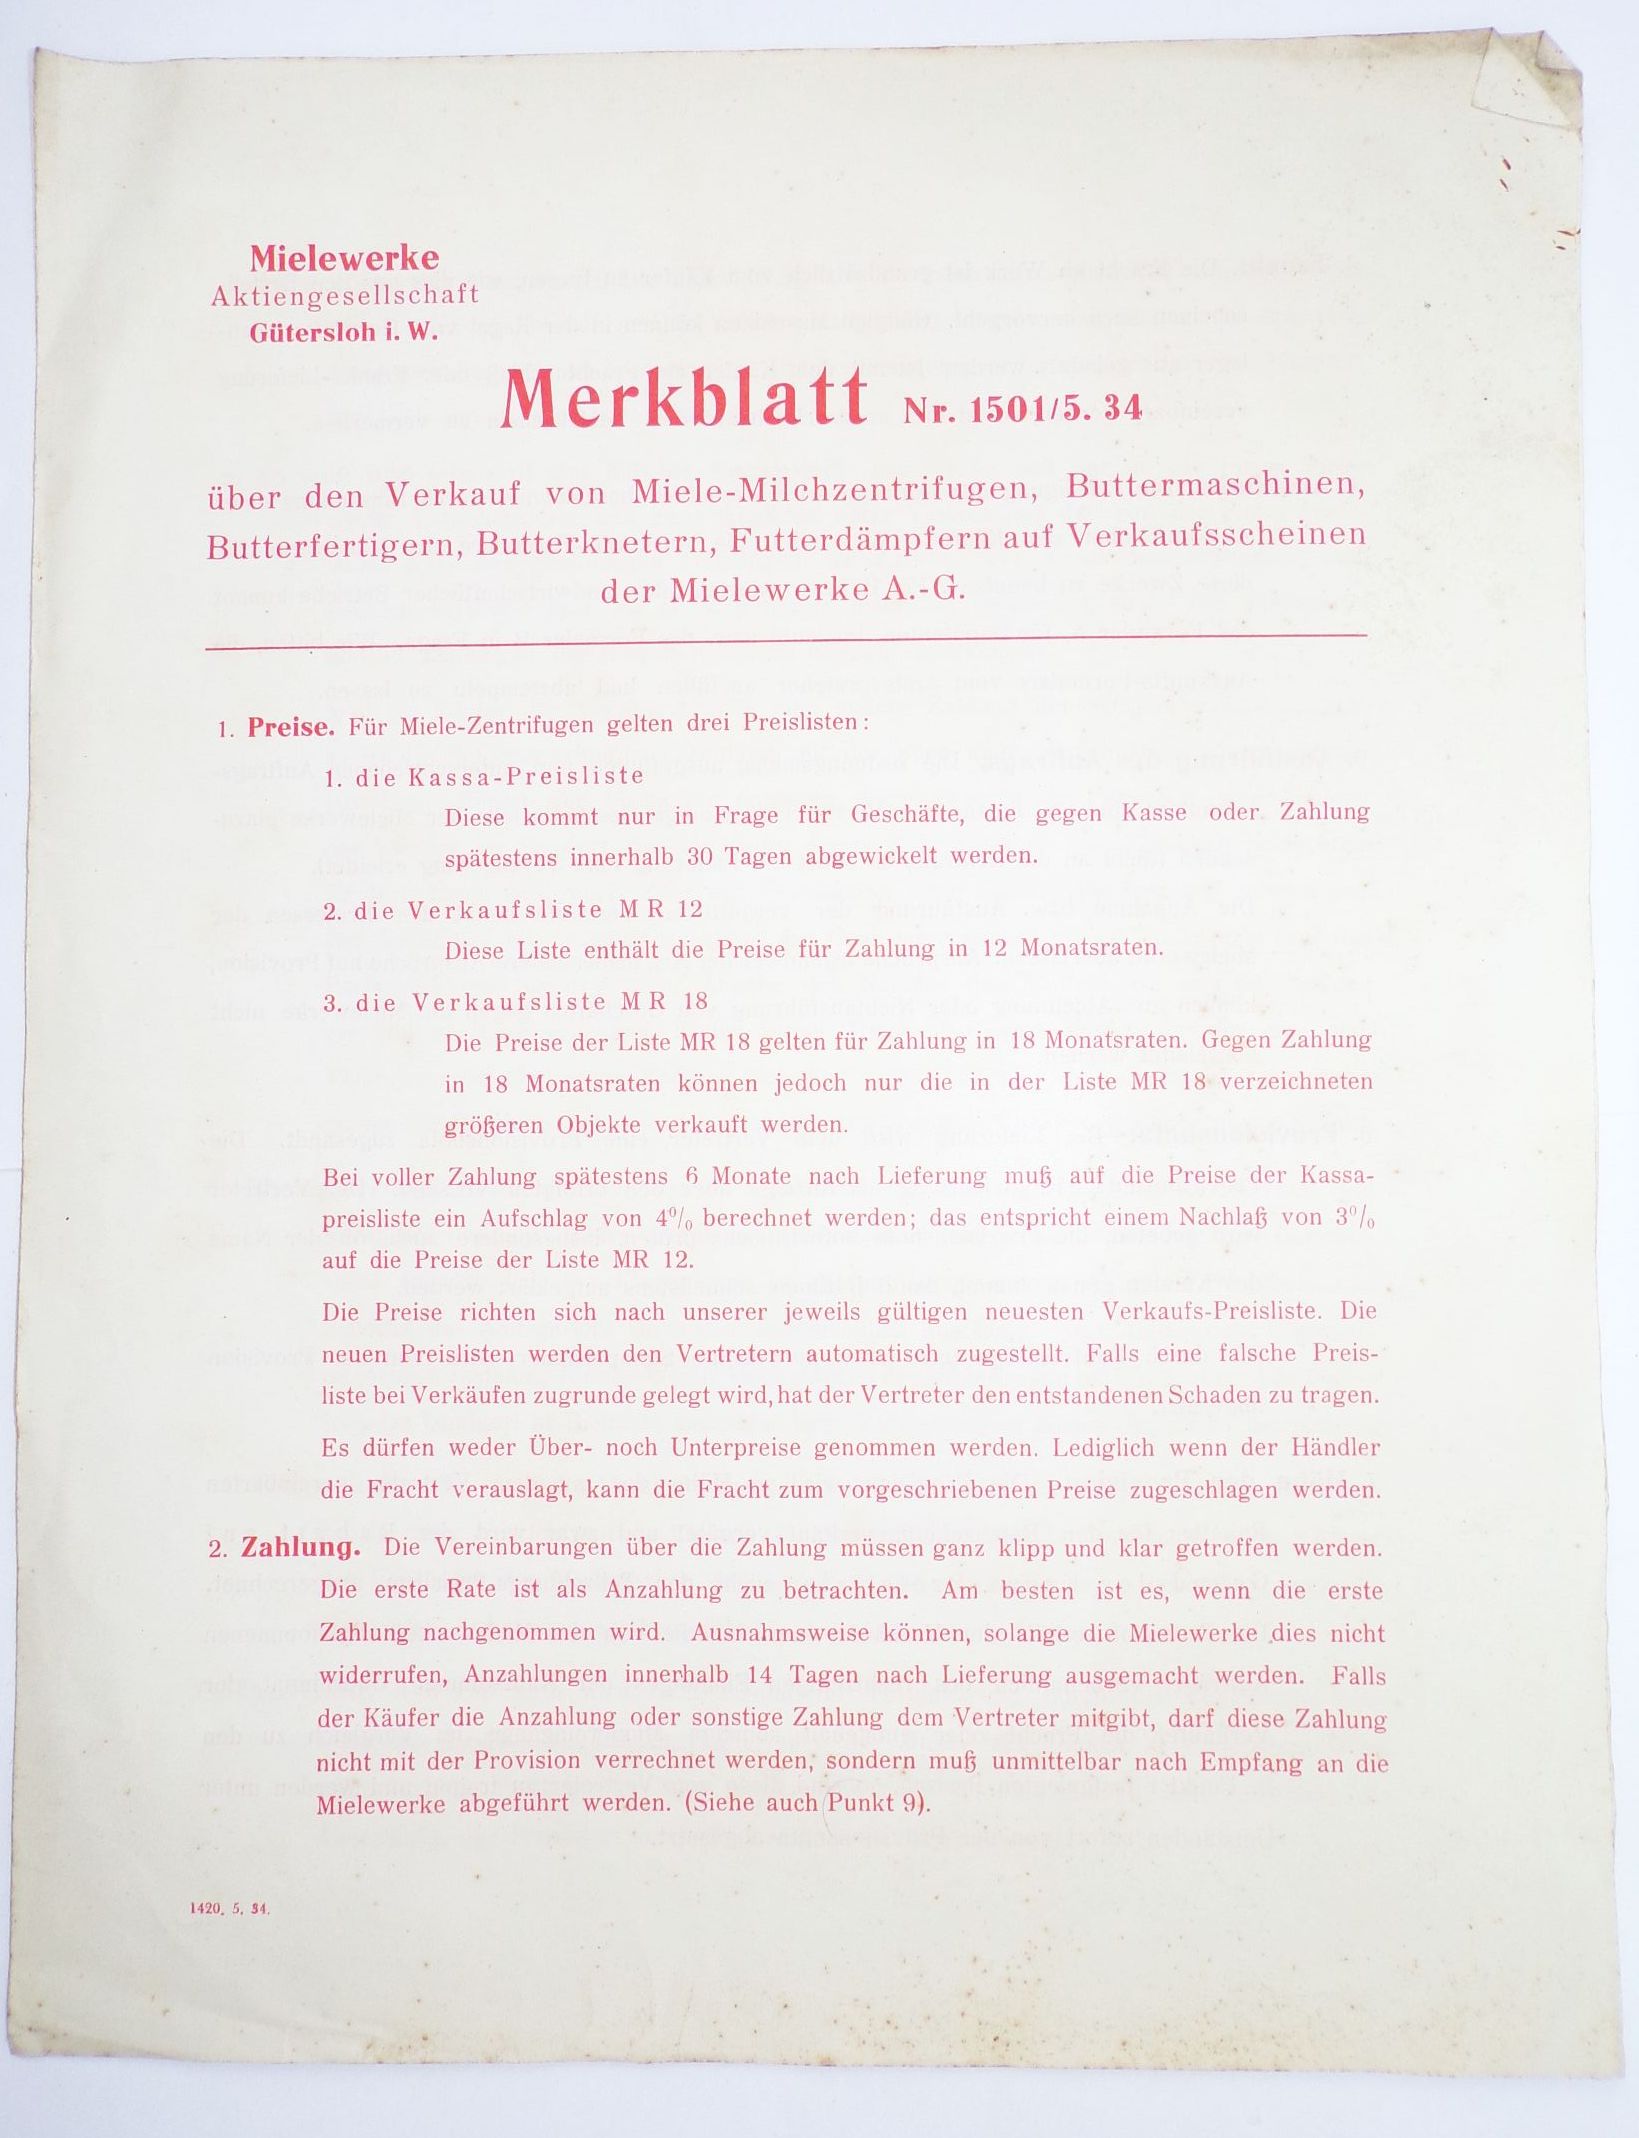 Mielewerke
Aktiengesellschaft
Gütersloh i. W.
Merkblatt Nr. 1501/5. 34
über den Verkauf von Miele-Milchzentrifugen, Buttermaschinen,
Butterfertigern, Butterknetern, Futterdämpfern auf Verkaufsscheinen
der Mielewerke A.-G.
1. Preise. Für Miele-Zentrifugen gelten drei Preislisten:
1. die Kassa-Preisliste
Diese kommt nur in Frage für Geschäfte, die gegen Kasse oder Zahlung
spätestens innerhalb 30 Tagen abgewickelt werden.
2. die Verkaufsliste MR 12
Diese Liste enthält die Preise für Zahlung in 12 Monatsraten.
3. die Verkaufsliste MR 18
Die Preise der Liste MR 18 gelten für Zahlung in 18 Monatsraten. Gegen Zahlung
in 18 Monatsraten können jedoch nur die in der Liste MR 18 verzeichneten
größeren Objekte verkauft werden.
Bei voller Zahlung spätestens 6 Monate nach Lieferung muß auf die Preise der Kassa-
preisliste ein Aufschlag von 4% berechnet werden; das entspricht einem Nachlaß von 3%
auf die Preise der Liste MR 12.
Die Preise richten sich nach unserer jeweils gültigen neuesten Verkaufs-Preisliste. Die
neuen Preislisten werden den Vertretern automatisch zugestellt. Falls eine falsche Preis-
liste bei Verkäufen zugrunde gelegt wird, hat der Vertreter den entstandenen Schaden zu tragen.
Es dürfen weder Über- noch Unterpreise genommen werden. Lediglich wenn der Händler
die Fracht verauslagt, kann die Fracht zum vorgeschriebenen Preise zugeschlagen werden.
2. Zahlung. Die Vereinbarungen über die Zahlung müssen ganz klipp und klar getroffen werden.
Die erste Rate ist als Anzahlung zu betrachten. Am besten ist es, wenn die erste
Zahlung nachgenommen wird. Ausnahmsweise können, solange die Mielewerke dies nicht
widerrufen, Anzahlungen innerhalb 14 Tagen nach Lieferung ausgemacht werden. Falls
der Käufer die Anzahlung oder sonstige Zahlung dem Vertreter mitgibt, darf diese Zahlung
nicht mit der Provision verrechnet werden, sondern muß unmittelbar nach Empfang an die
Mielewerke abgeführt werden. (Siehe auch Punkt 9).
1420. 5. 34.